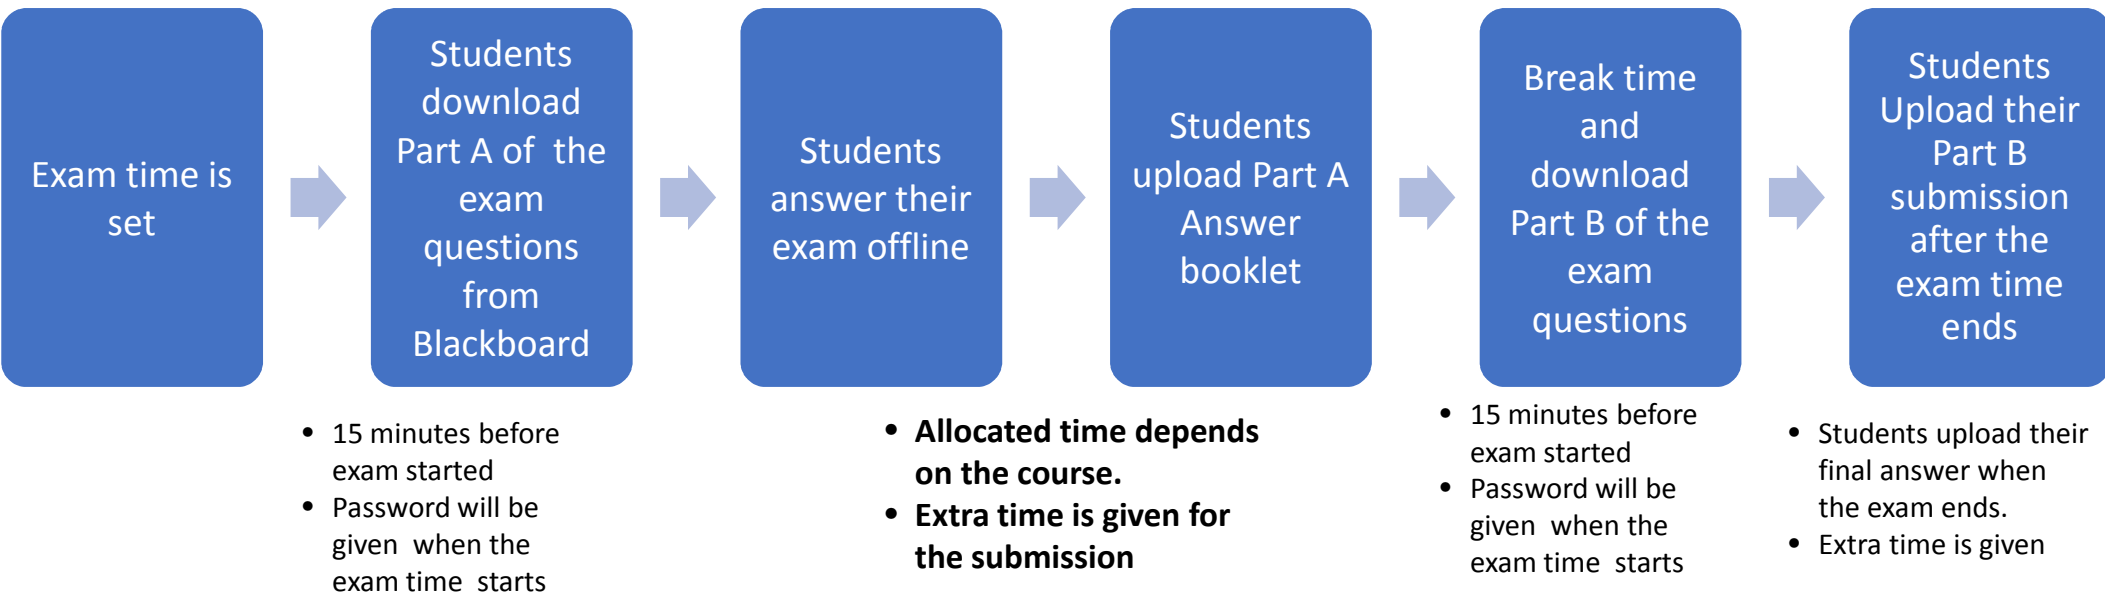 Exam time is
set
Students
download
Part A of  the
exam
questions
from
Blackboard
Students
answer their
exam offline
Students
upload Part A
Answer
booklet
Break time
and
download
Part B of the
exam
questions
Students
Upload their
Part B
submission
after the
exam time
ends
• 15 minutes before
exam started
• Password will be
given  when the
exam time  starts
• Allocated time depends
on the course.
• Extra time is given for
the submission
• 15 minutes before
exam started
• Password will be
given  when the
exam time  starts
• Students upload their
final answer when
the exam ends.
• Extra time is given